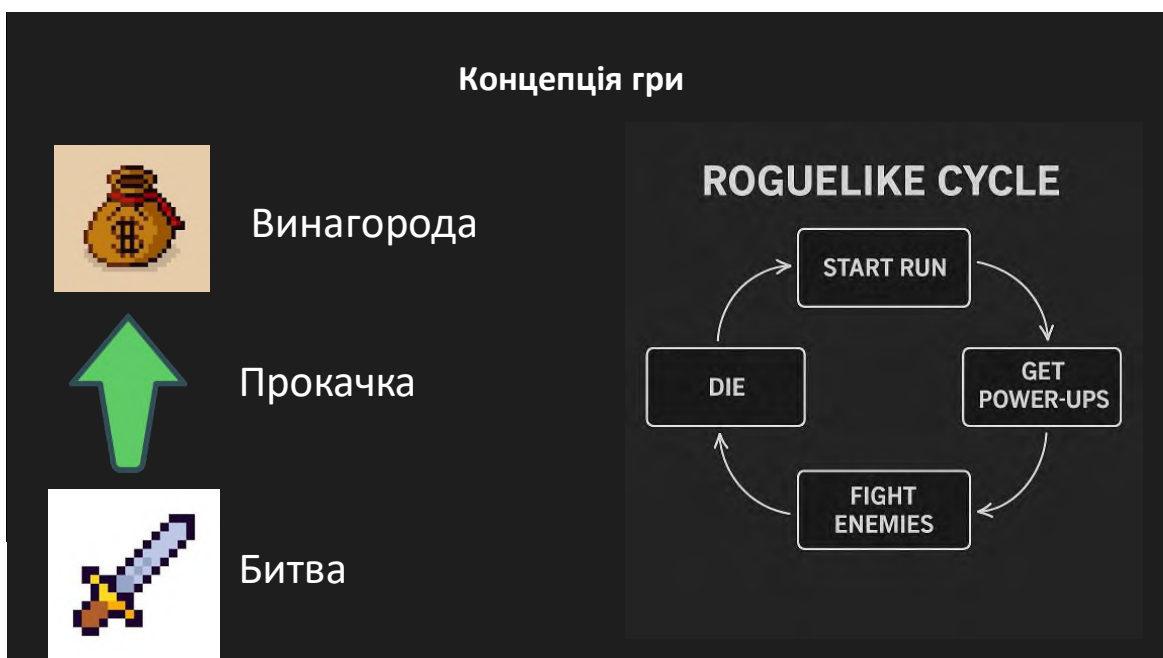 Концепція гри
Винагорода
Прокачка
Битва
ROGUELIKE CYCLE
START RUN
GET
POWER-UPS
FIGHT
ENEMIES
DIE